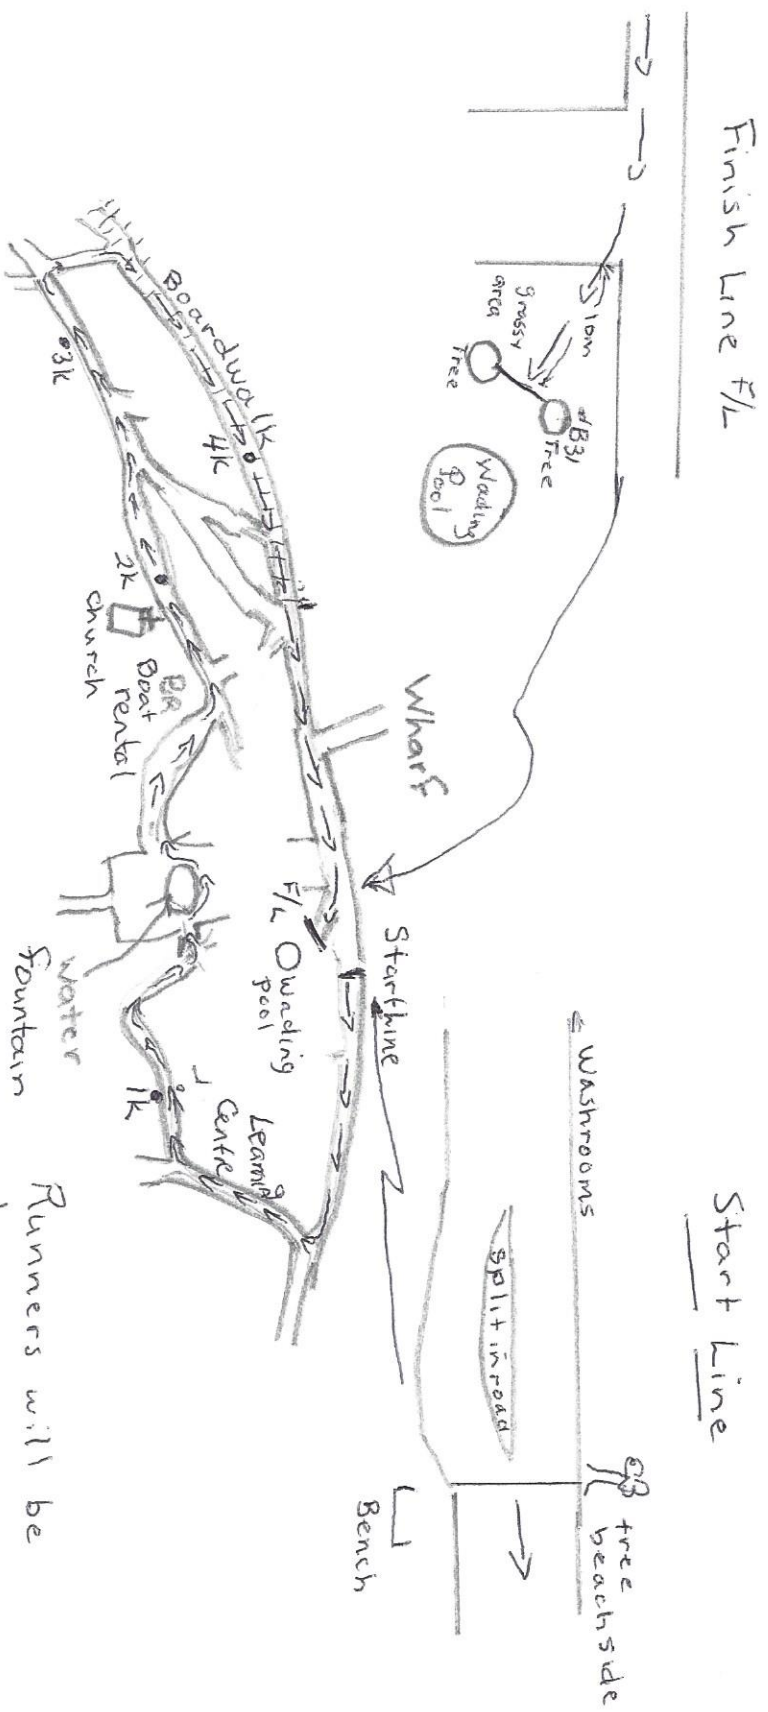 Finish Line F/L
10m
grassy
area
Tree
#B31
Tree
Wading
Pool
Start Line
washrooms
split in road
tree
beachside
Bench
Wharf
Startline
Boardwalk
4k
3k
2k
church
Boat
rental
F/L
wading
pool
Learning
Centre
1k
water
fountain
Runners will be